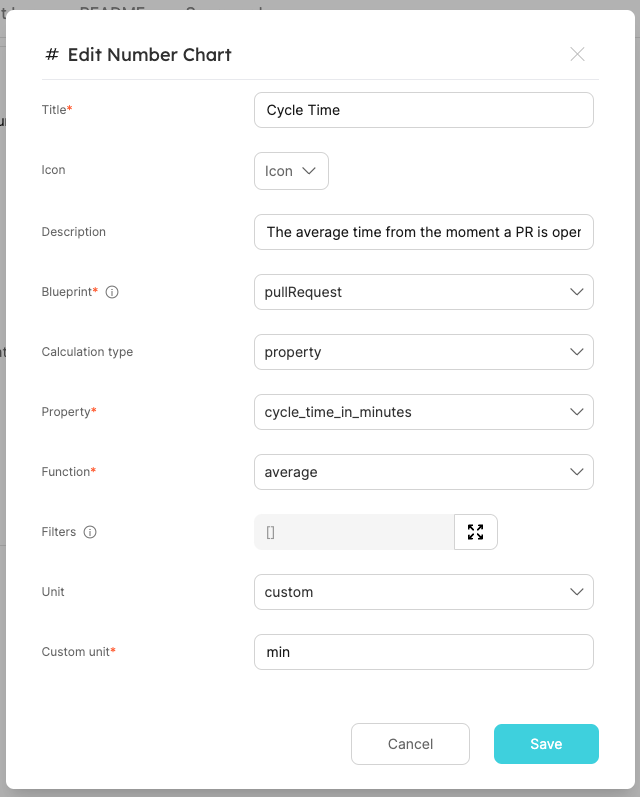 # Edit Number Chart
Title*
Cycle Time
Icon
Icon
Description
The average time from the moment a PR is oper
Blueprint*
pullRequest
Calculation type
property
Property*
cycle_time_in_minutes
Function*
average
Filters
[]
Unit
custom
Custom unit*
min
Cancel
Save